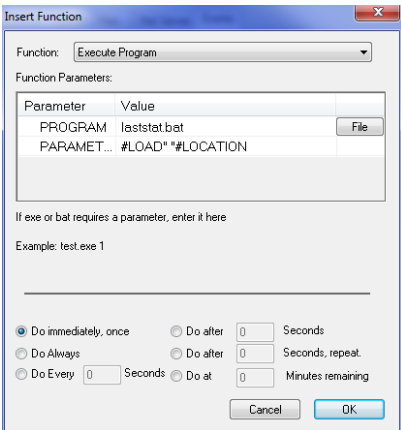 Insert Function
Function: Execute Program
Function Parameters:
Parameter Value
PROGRAM laststat.bat File
PARAMET... #LOAD" "#LOCATION
If exe or bat requires a parameter, enter it here
Example: test.exe 1
Do immediately, once Do after 0 Seconds
Do Always Do after 0 Seconds, repeat.
Do Every 0 Seconds Do at 0 Minutes remaining
Cancel OK